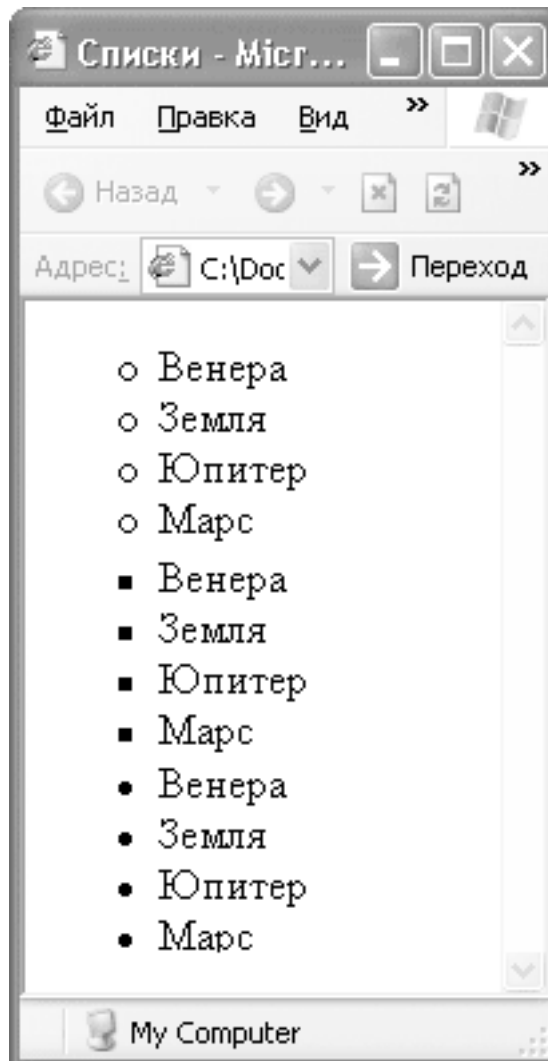 Списки - Micr...
Файл Правка Вид »
Назад »
Адрес: C:\Doc Переход
○ Венера
○ Земля
○ Юпитер
○ Марс
▪ Венера
▪ Земля
▪ Юпитер
▪ Марс
• Венера
• Земля
• Юпитер
• Марс
My Computer